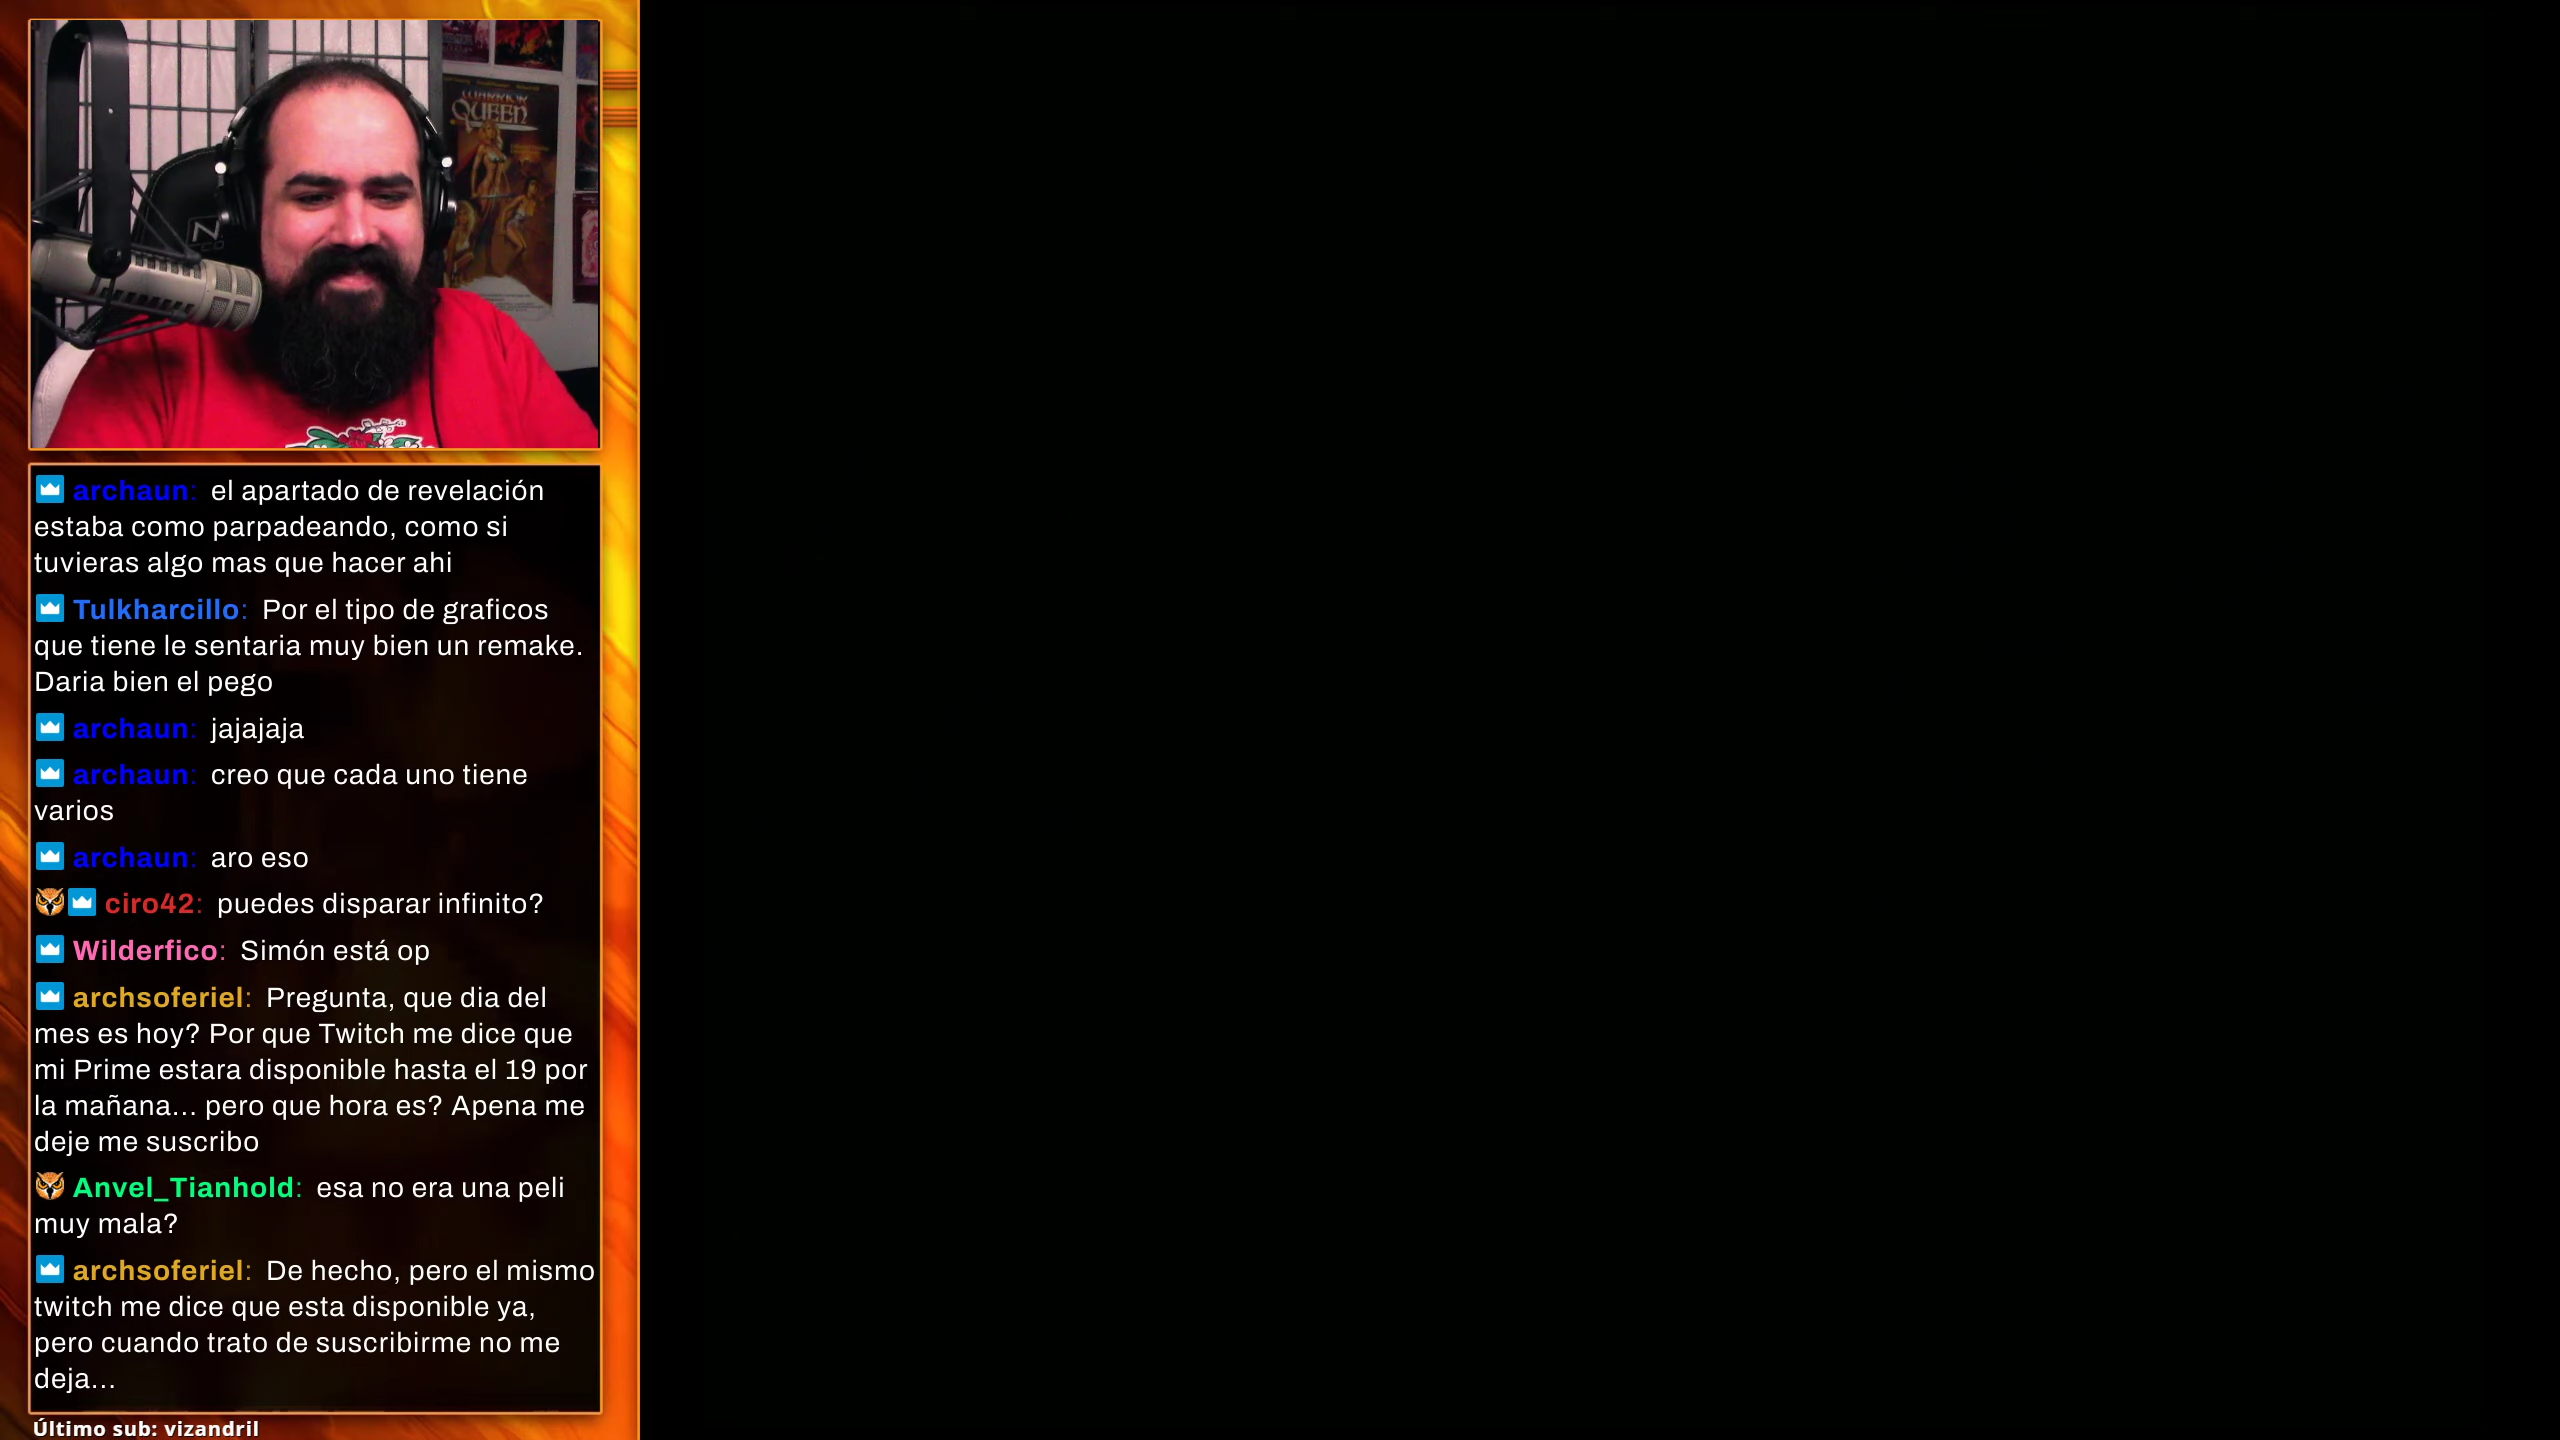 WARRIOR
QUEEN
archaun: el apartado de revelación
estaba como parpadeando, como si
tuvieras algo mas que hacer ahi
Tulkharcillo: Por el tipo de graficos
que tiene le sentaria muy bien un remake.
Daria bien el pego
archaun: jajajaja
archaun: creo que cada uno tiene
varios
archaun: aro eso
ciro42: puedes disparar infinito?
Wilderfico: Simón está op
archsoferiel: Pregunta, que dia del
mes es hoy? Por que Twitch me dice que
mi Prime estara disponible hasta el 19 por
la mañana... pero que hora es? Apena me
deje me suscribo
Anvel_Tianhold: esa no era una peli
muy mala?
archsoferiel: De hecho, pero el mismo
twitch me dice que esta disponible ya,
pero cuando trato de suscribirme no me
deja...
Último sub: vizandril